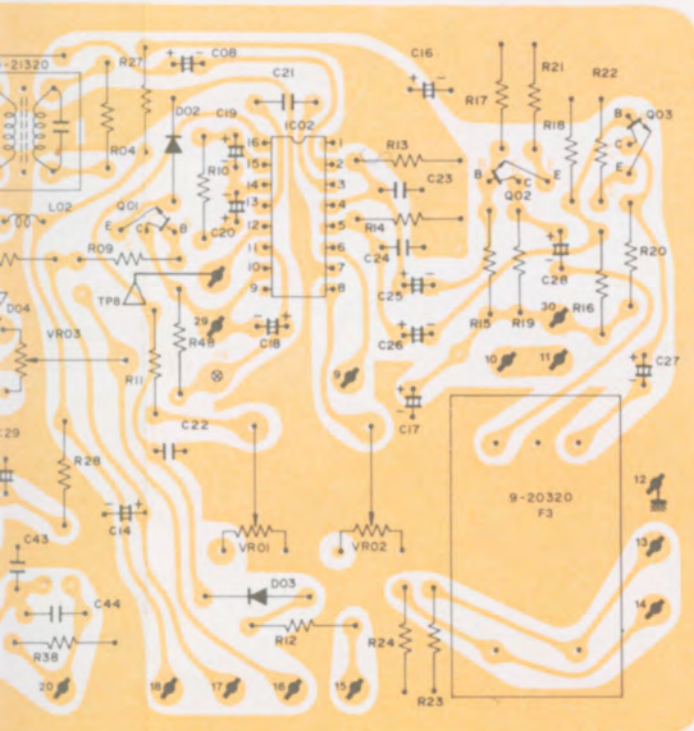 -21320
R27
C08
C16
R21
R22
C21
R17
D02
C19
IC02
R18
B
Q03
R04
16
1
R13
C
15
2
R10
14
3
C23
E
B
C
E
L02
Q01
13
4
Q02
E
C
B
12
5
R14
C20
11
6
C24
R20
R09
10
7
C28
TP8
9
8
C25
D04
R16
29
R15
R19
30
VR03
R48
C18
C26
10
11
R11
9
C27
C17
C29
C22
R28
12
9-20320
F3
C14
C43
VR01
VR02
13
D03
C44
14
R12
R24
R38
20
18
17
16
15
R23